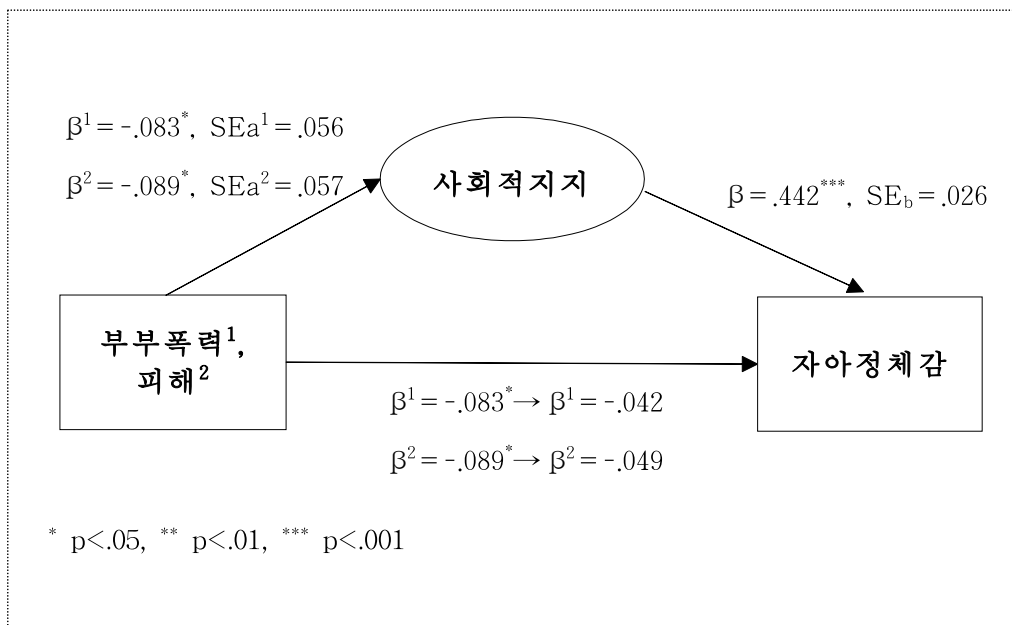 β¹=-.083*, SEa¹=.056
β²=-.089*, SEa²=.057
사회적지지
β=.442***, SE_b=.026
부부폭력¹,
피해²
자아정체감
β¹=-.083*→ β¹=-.042
β²=-.089*→ β²=-.049
* p<.05, ** p<.01, *** p<.001